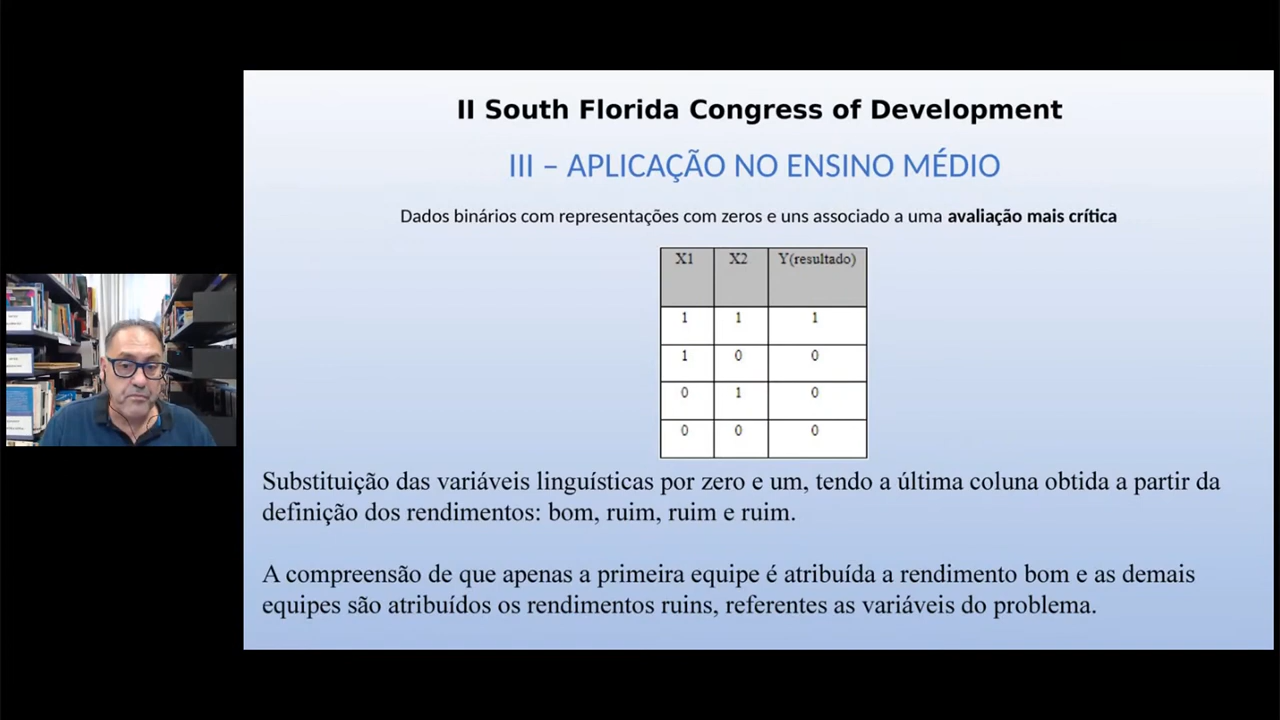 II South Florida Congress of Development
III – APLICAÇÃO NO ENSINO MÉDIO
Dados binários com representações com zeros e uns associado a uma avaliação mais crítica
X1 X2 Y(resultado)
1 1 1
1 0 0
0 1 0
0 0 0
Substituição das variáveis linguísticas por zero e um, tendo a última coluna obtida a partir da
definição dos rendimentos: bom, ruim, ruim e ruim.
A compreensão de que apenas a primeira equipe é atribuída a rendimento bom e as demais
equipes são atribuídos os rendimentos ruins, referentes as variáveis do problema.